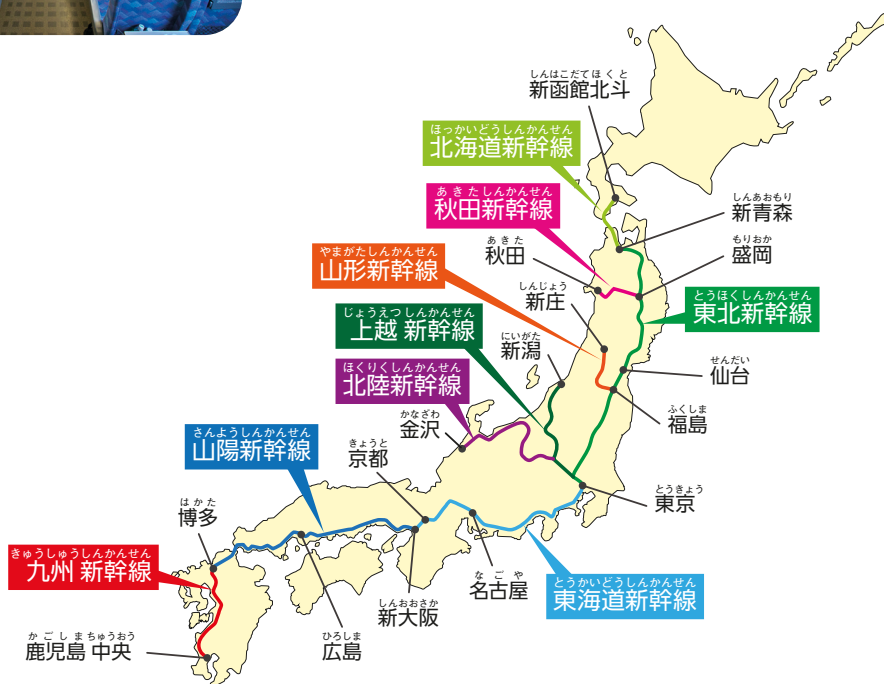 しんはこだてほくと
新函館北斗
ほっかいどうしんかんせん
北海道新幹線
あきたしんかんせん
秋田新幹線
しんあおもり
新青森
あきた
秋田
もりおか
盛岡
やまがたしんかんせん
山形新幹線
しんじょう
新庄
とうほくしんかんせん
東北新幹線
じょうえつしんかんせん
上越 新幹線
にいがた
新潟
せんだい
仙台
ほくりくしんかんせん
北陸新幹線
ふくしま
福島
かなざわ
金沢
さんようしんかんせん
山陽新幹線
きょうと
京都
とうきょう
東京
はかた
博多
きゅうしゅうしんかんせん
九州 新幹線
なごや
名古屋
とうかいどうしんかんせん
東海道新幹線
しんおおさか
新大阪
かごしまちゅうおう
鹿児島 中央
ひろしま
広島